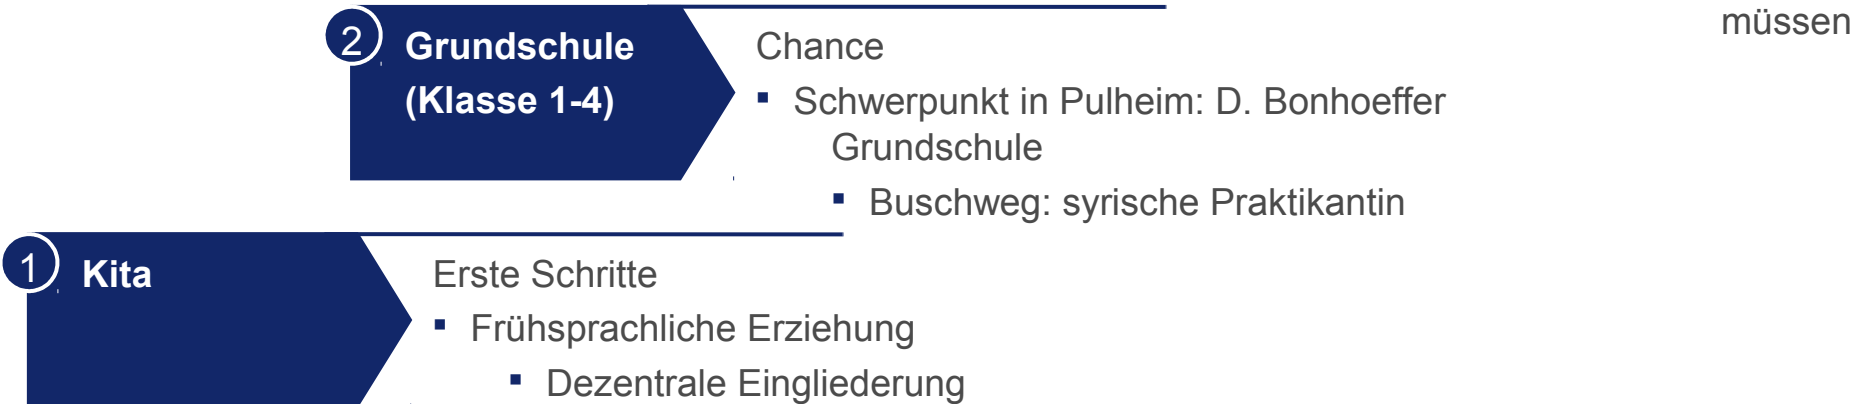 müssen
2
Grundschule
(Klasse 1-4)
Chance
▪ Schwerpunkt in Pulheim: D. Bonhoeffer
Grundschule
▪ Buschweg: syrische Praktikantin
1
Kita
Erste Schritte
▪ Frühsprachliche Erziehung
▪ Dezentrale Eingliederung